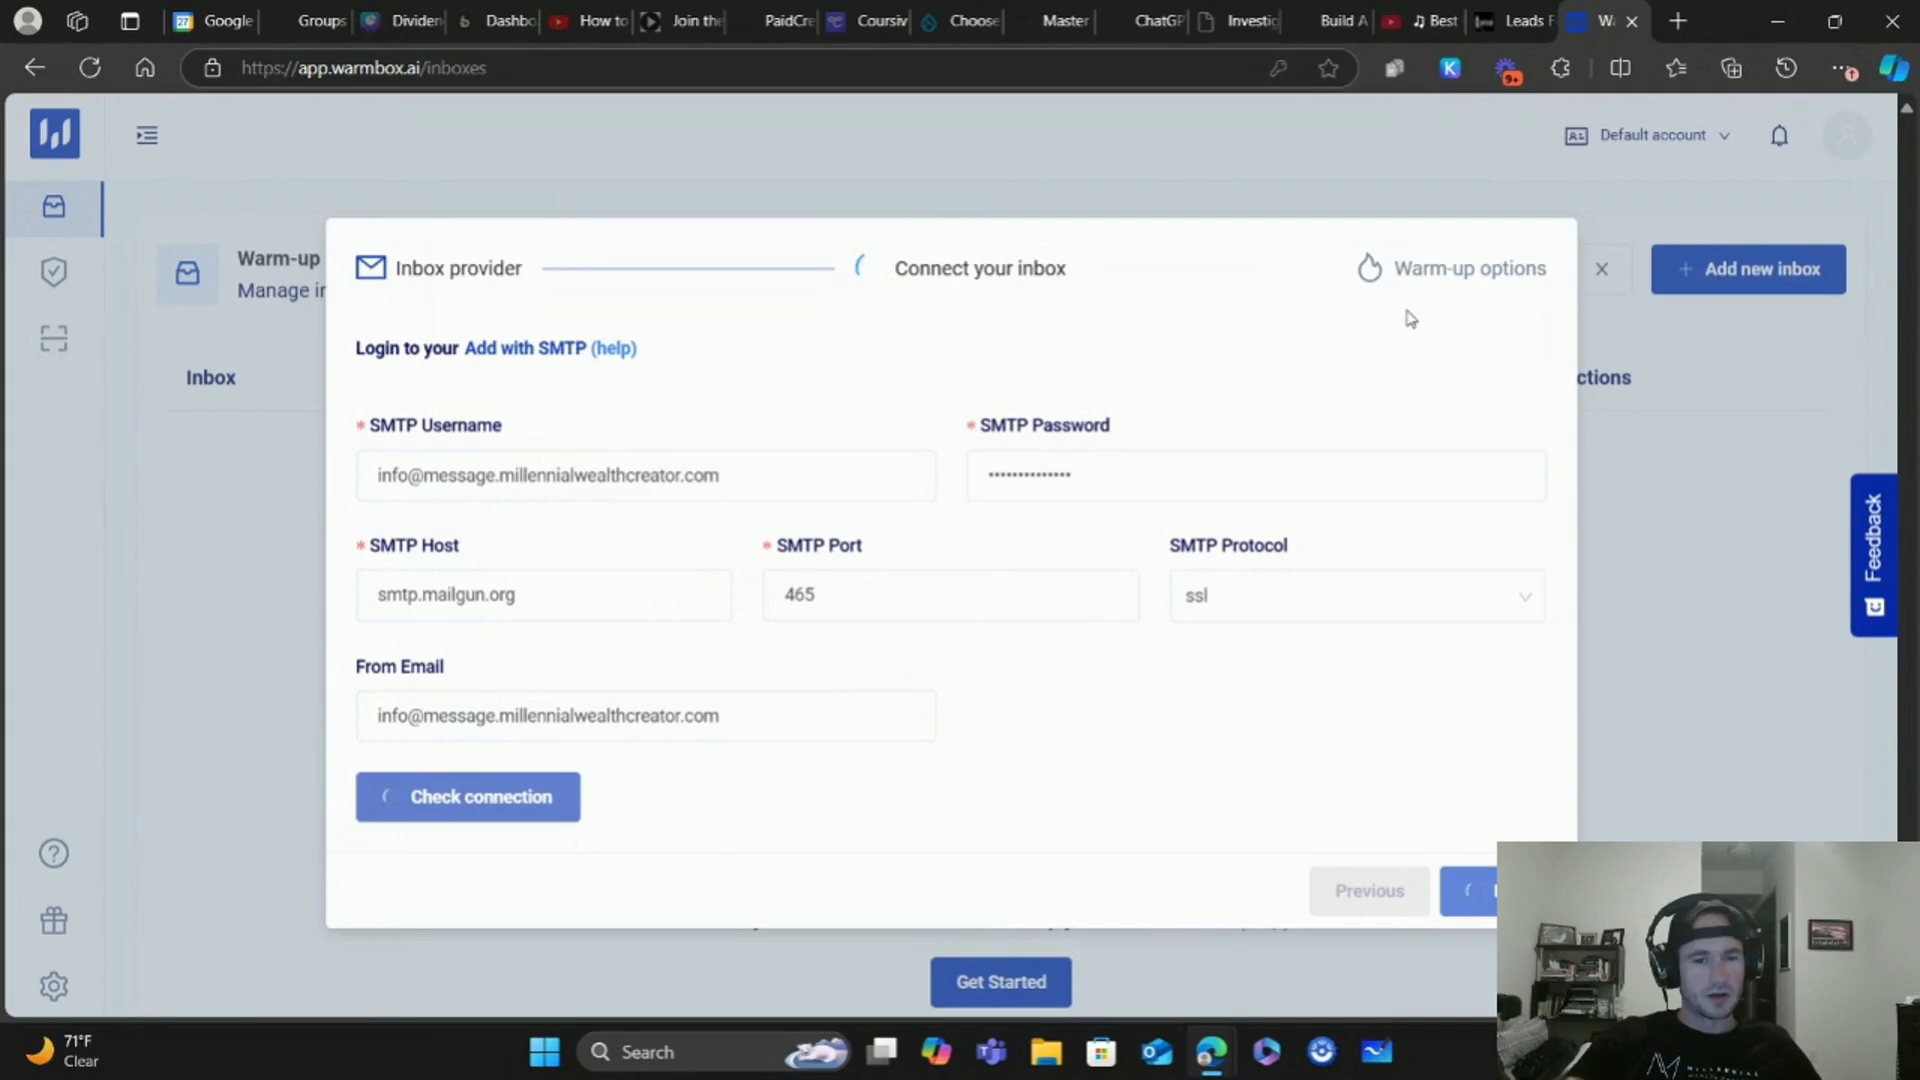 Google
Groups
Dividen
Dashbo
How to
Join the
PaidCre
Coursiv
Choose
Master
ChatGP
Investig
Build A
♫ Best
Leads F
Wa
https://app.warmbox.ai/inboxes
9+
Default account
Warm-up
Manage in
Inbox provider
Connect your inbox
Warm-up options
+ Add new inbox
Login to your Add with SMTP (help)
Inbox
ctions
* SMTP Username
* SMTP Password
info@message.millennialwealthcreator.com
••••••••••••••
* SMTP Host
* SMTP Port
SMTP Protocol
smtp.mailgun.org
465
ssl
Feedback
From Email
info@message.millennialwealthcreator.com
Check connection
Previous
Get Started
71°F
Clear
Search